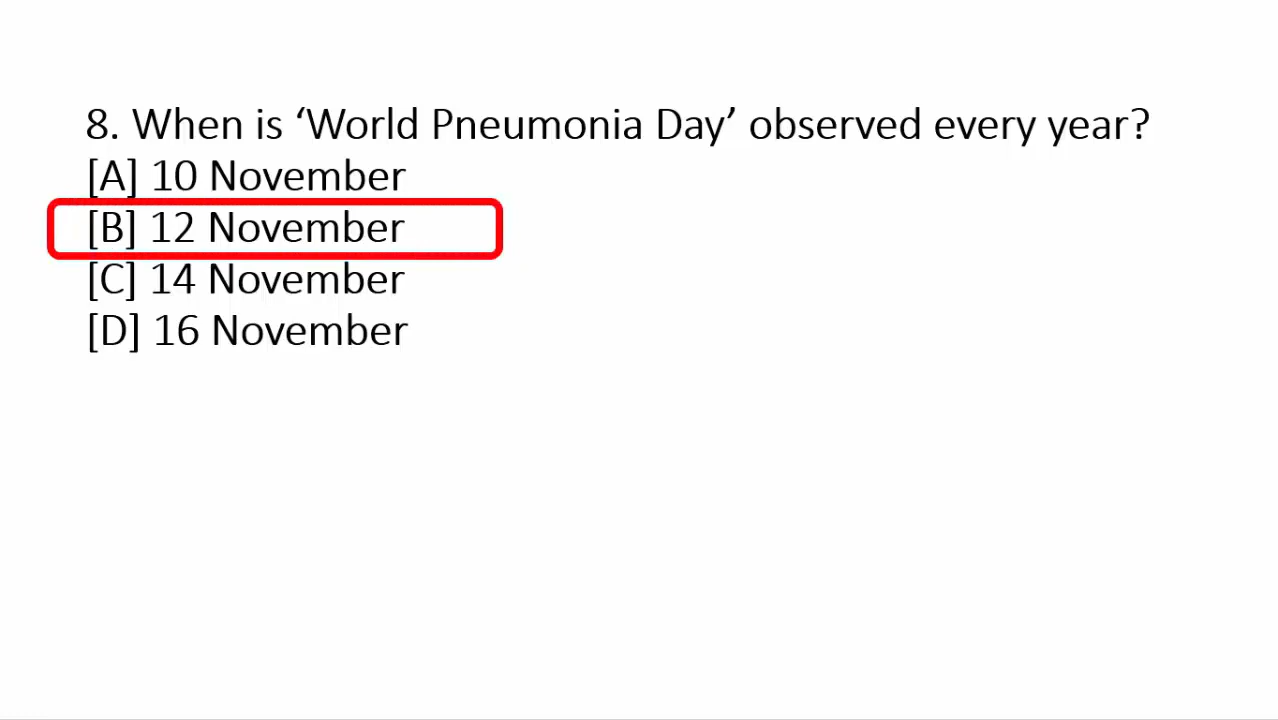 8. When is ‘World Pneumonia Day’ observed every year?
[A] 10 November
[B] 12 November
[C] 14 November
[D] 16 November